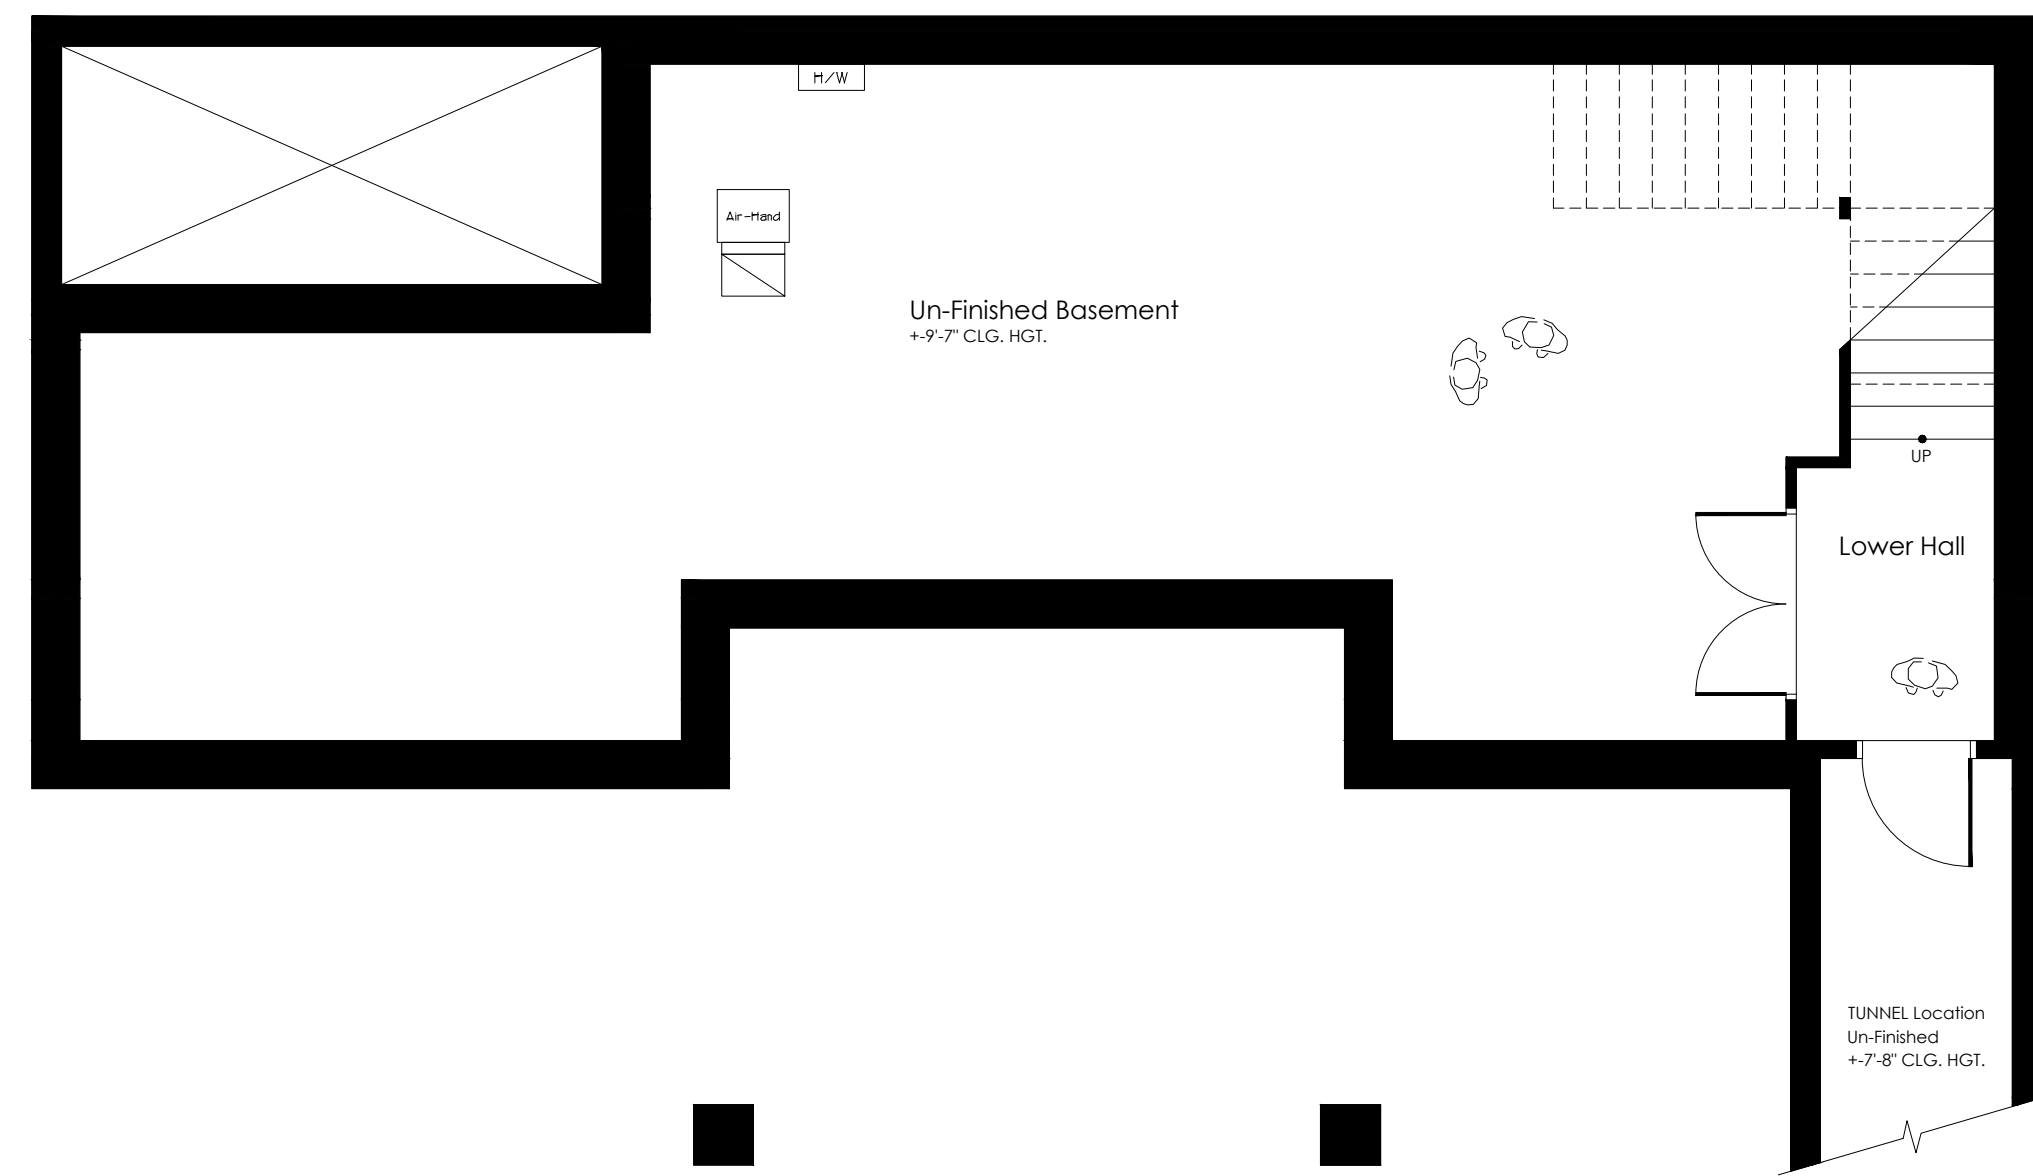 H/W
Air-Hand
Un-Finished Basement
+-9'-7" CLG. HGT.
UP
Lower Hall
TUNNEL Location
Un-Finished
+-7'-8" CLG. HGT.